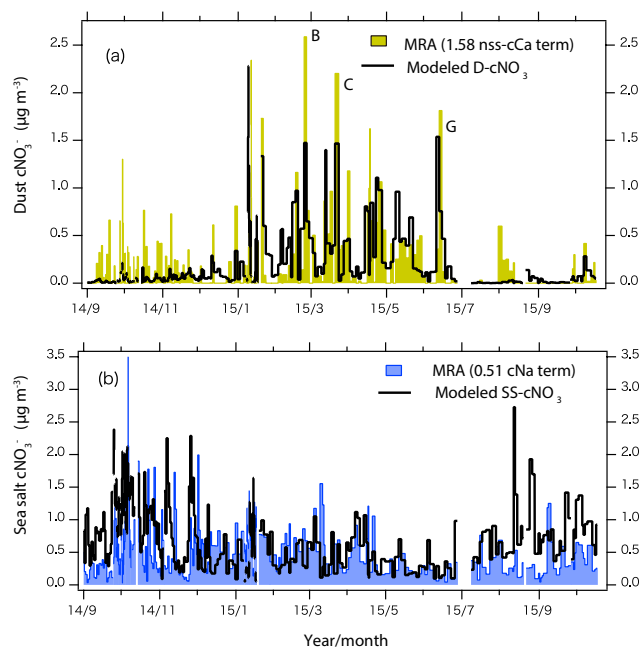 (a)
B
C
G
MRA (1.58 nss-cCa term)
Modeled D-cNO₃
Dust cNO₃⁻ (μg m⁻³)
2.5
2.0
1.5
1.0
0.5
0.0
2.5
2.0
1.5
1.0
0.5
0.0
14/9 14/11 15/1 15/3 15/5 15/7 15/9
(b)
MRA (0.51 cNa term)
Modeled SS-cNO₃
Sea salt cNO₃⁻ (μg m⁻³)
3.5
3.0
2.5
2.0
1.5
1.0
0.5
0.0
3.5
3.0
2.5
2.0
1.5
1.0
0.5
0.0
14/9 14/11 15/1 15/3 15/5 15/7 15/9
Year/month